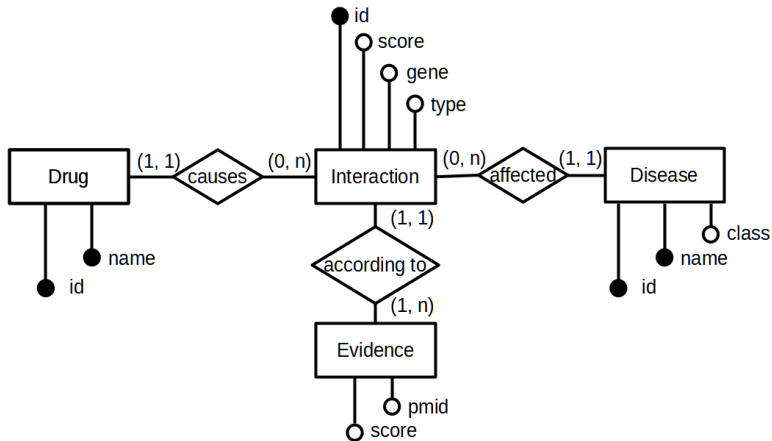 id
score
gene
type
Drug
(1, 1)
causes
(0, n)
Interaction
(0, n)
affected
(1, 1)
Disease
(1, 1)
name
id
according to
class
name
id
(1, n)
Evidence
pmid
score